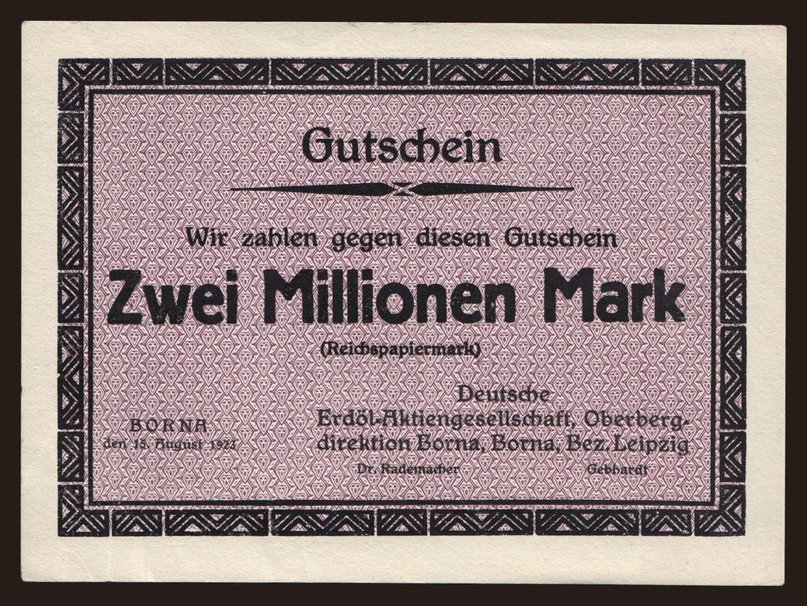 Gutschein
Wir zahlen gegen diesen Gutschein
Zwei Millionen Mark
(Reichspapiermark)
BORNA
den 15. August 1923
Deutsche
Erdöl-Aktiengesellschaft, Oberberg-
direktion Borna, Borna, Bez. Leipzig
Dr. Rademacher Gebhardt